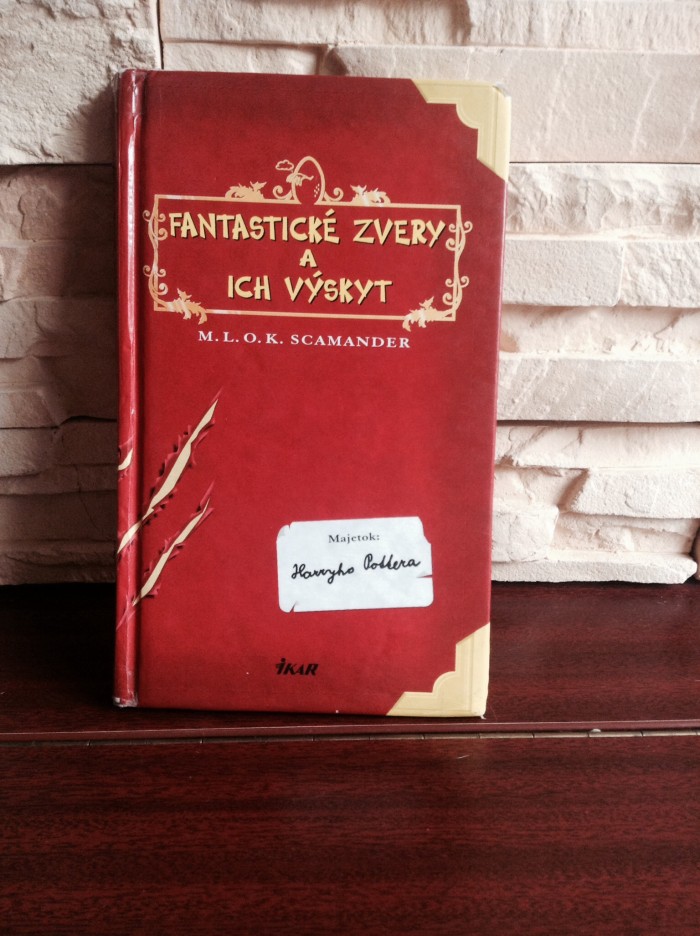 FANTASTICKÉ ZVERY
A
ICH VÝSKYT
M. L. O. K. SCAMANDER
Majetok:
Harryho Pottera
IKAR